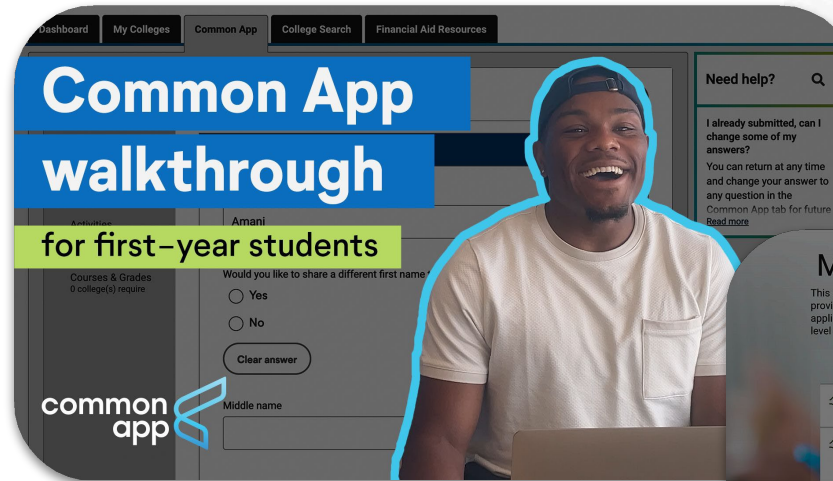 Dashboard
My Colleges
Common App
College Search
Financial Aid Resources
Common App
walkthrough
for first-year students
Activities
Courses & Grades
0 college(s) require
Amani
Would you like to share a different first name
Yes
No
Clear answer
Middle name
common
app
Need help?
I already submitted, can I
change some of my
answers?
You can return at any time
and change your answer to
any question in the
Common App tab for future
Read more
This